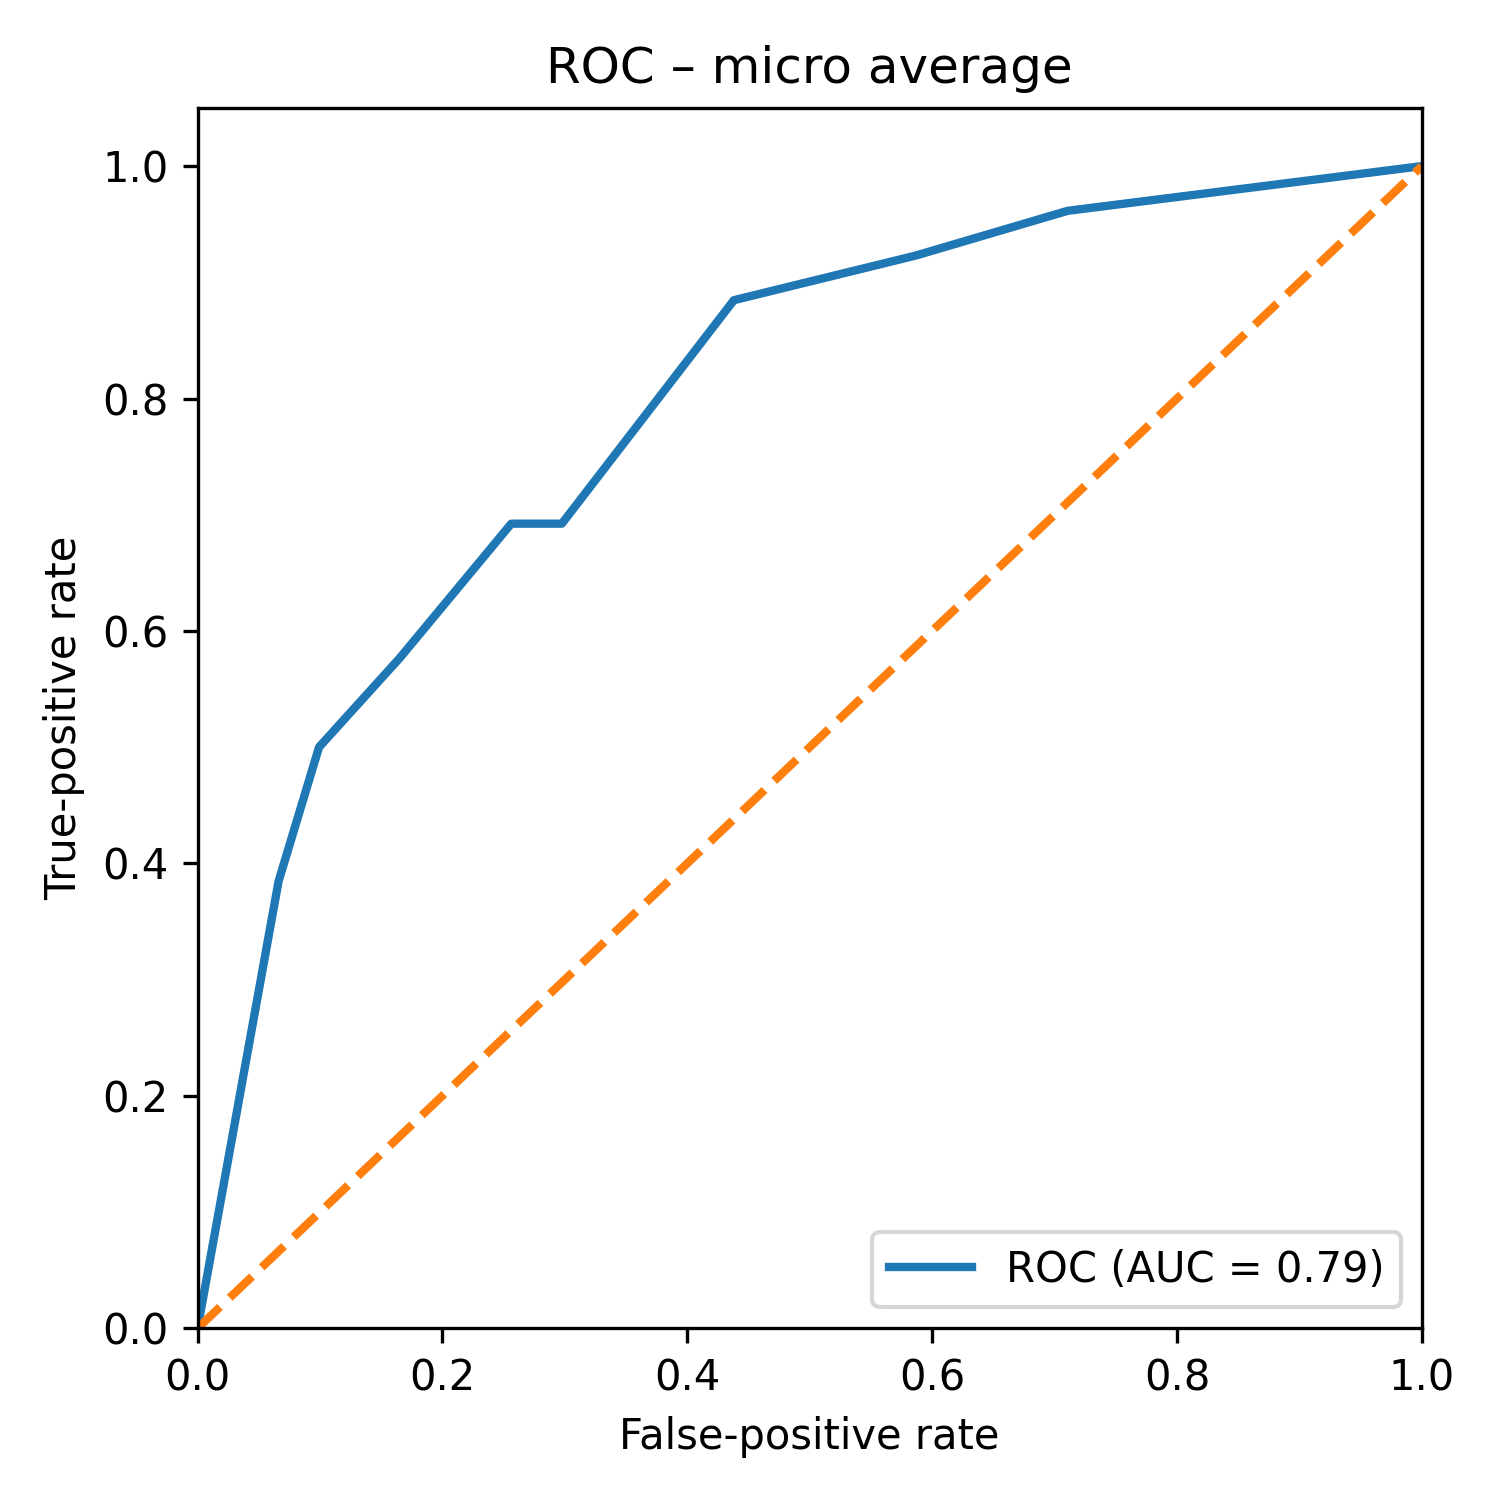 ROC – micro average
1.0
0.8
0.6
0.4
0.2
0.0
True-positive rate
0.0 0.2 0.4 0.6 0.8 1.0
False-positive rate
ROC (AUC = 0.79)